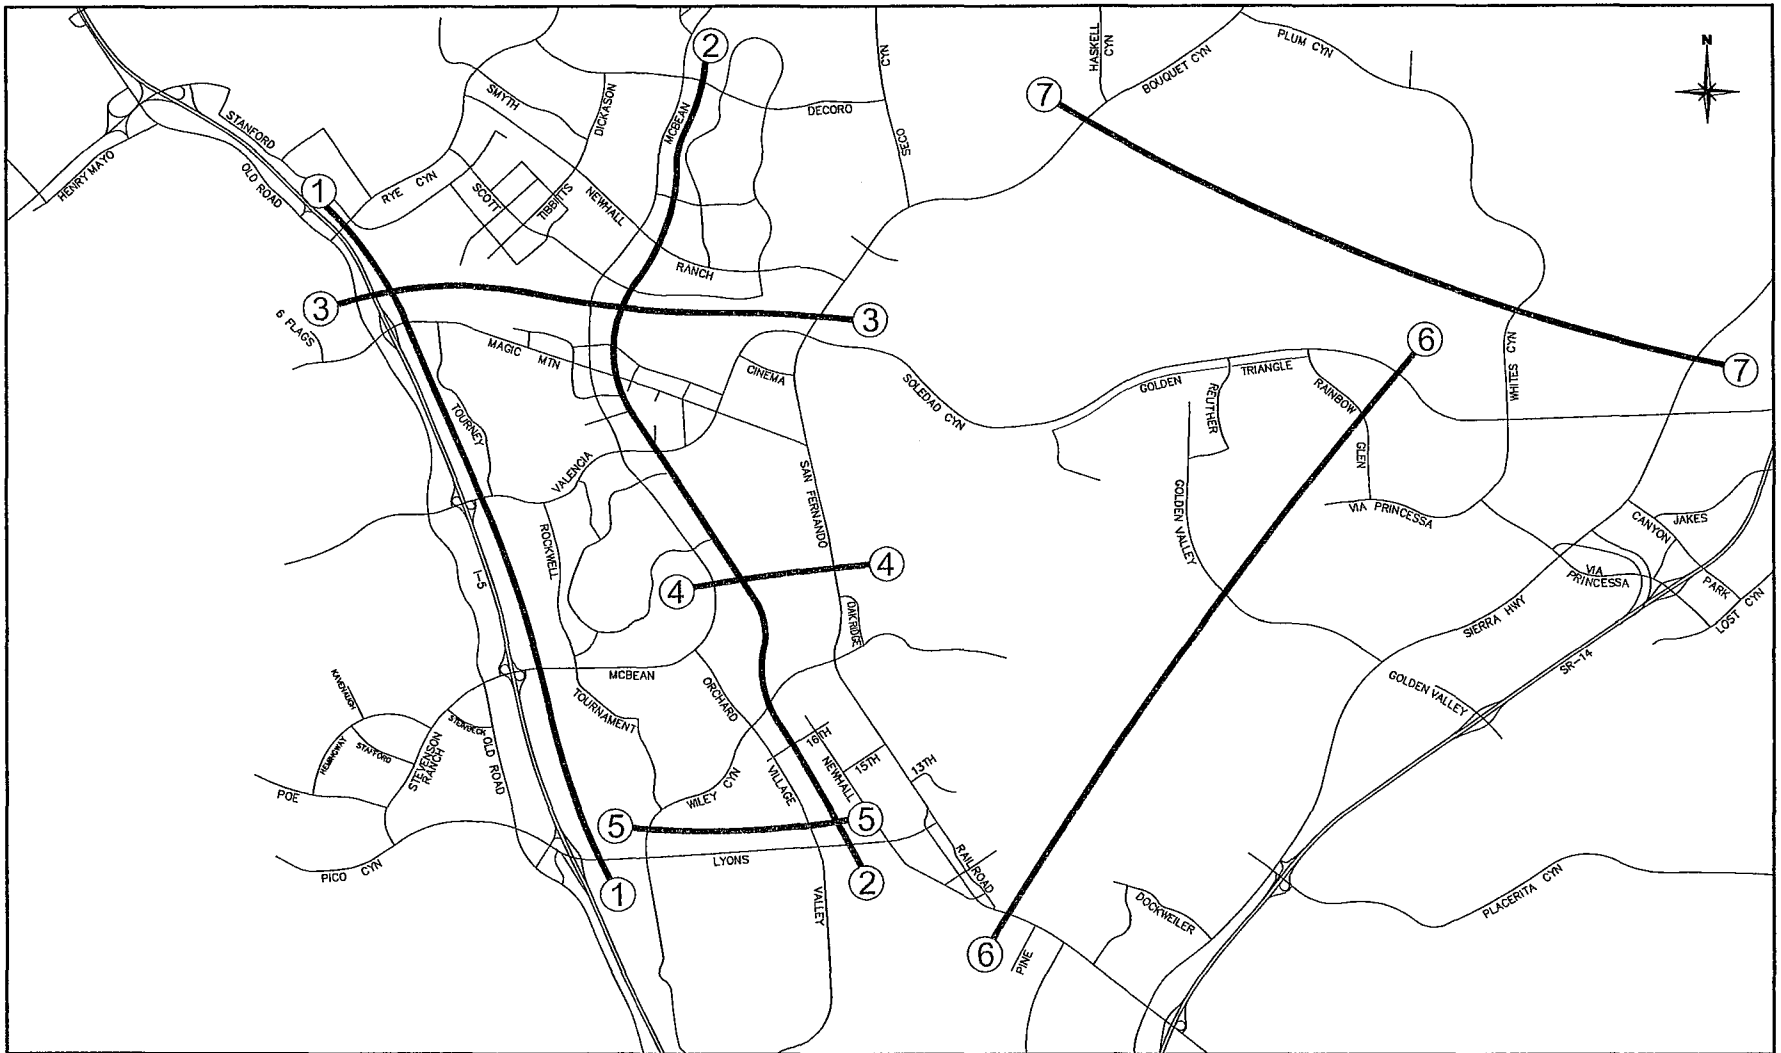 N
2
CYN
HASKELL
CYN
PLUM CYN
BOUQUET CYN
7
SMYTH
DICKASON
MCBEAN
DECORO
SECO
STANFORD
HENRY MAYO
OLD ROAD
1
RYE CYN
SCOTT
TIBBITTS
NEWHALL
RANCH
3
6 FLAGS
3
MAGIC
MTN
CINEMA
SOLEDAD CYN
GOLDEN
TRIANGLE
REUTHER
RAINBOW
GLEN
6
WHITES CYN
7
TOURNEY
VALENCIA
SAN FERNANDO
GOLDEN VALLEY
VIA PRINCESSA
CANYON
JAKES
PARK
LOST CYN
VIA
PRINCESSA
ROCKWELL
I-5
4
4
OAKRIDGE
SIERRA HWY
SR-14
MCBEAN
ORCHARD
GOLDEN VALLEY
KAVENAUGH
HEMINGWAY
STAFFORD
STEINBECK
STEVENSON
RANCH
OLD
ROAD
TOURNAMENT
16TH
NEWHALL
15TH
13TH
WILEY CYN
VILLAGE
POE
5
5
PICO CYN
LYONS
1
2
VALLEY
RAILROAD
6
PINE
DOCKWEILER
PLACERITA CYN